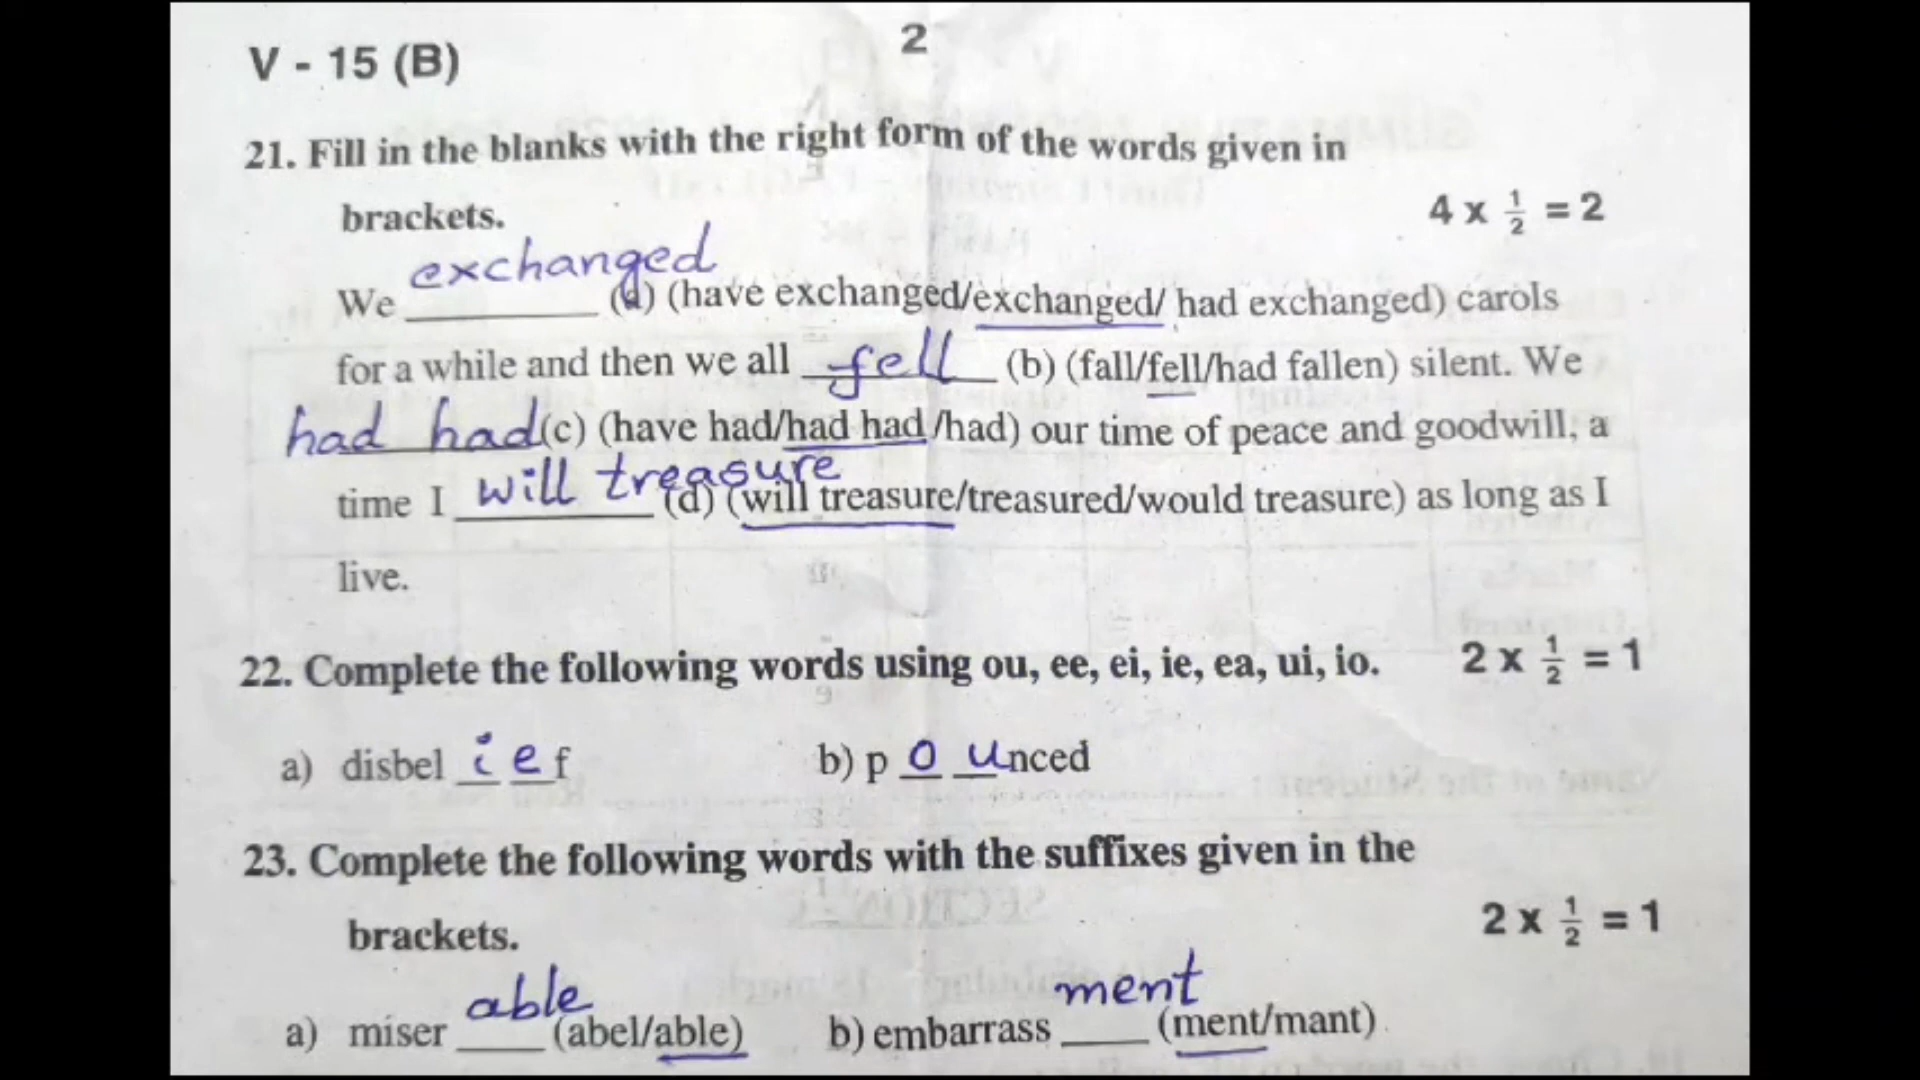 V - 15 (B)
2
21. Fill in the blanks with the right form of the words given in
brackets. 4 x 1/2 = 2
exchanged
We ________ (a) (have exchanged/exchanged/ had exchanged) carols
for a while and then we all fell (b) (fall/fell/had fallen) silent. We
had had (c) (have had/had had/had) our time of peace and goodwill, a
will treasure
time I ________ (d) (will treasure/treasured/would treasure) as long as I
live.
22. Complete the following words using ou, ee, ei, ie, ea, ui, io. 2 x 1/2 = 1
a) disbel i e f b) p o u nced
23. Complete the following words with the suffixes given in the
brackets. 2 x 1/2 = 1
able ment
a) miser ____ (abel/able) b) embarrass ____ (ment/mant)